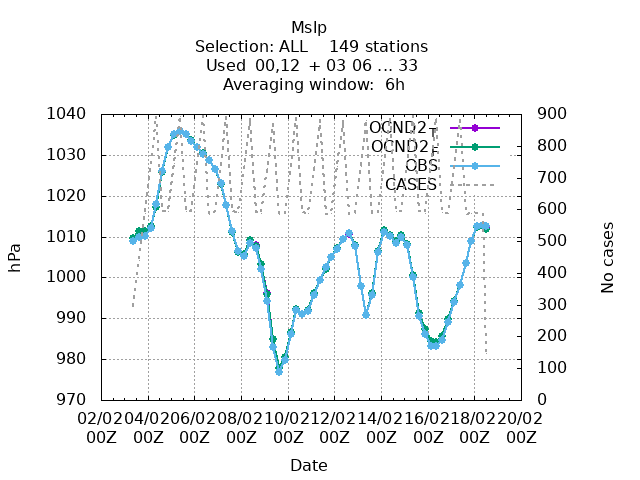 Mslp
Selection: ALL    149 stations
Used  00,12  + 03 06 ... 33
Averaging window:  6h
1040
1030
1020
1010
1000
990
980
970
hPa
900
800
700
600
500
400
300
200
100
0
No cases
OCND2_T
OCND2_F
OBS
CASES
02/02 04/02 06/02 08/02 10/02 12/02 14/02 16/02 18/02 20/02
00Z 00Z 00Z 00Z 00Z 00Z 00Z 00Z 00Z 00Z
Date